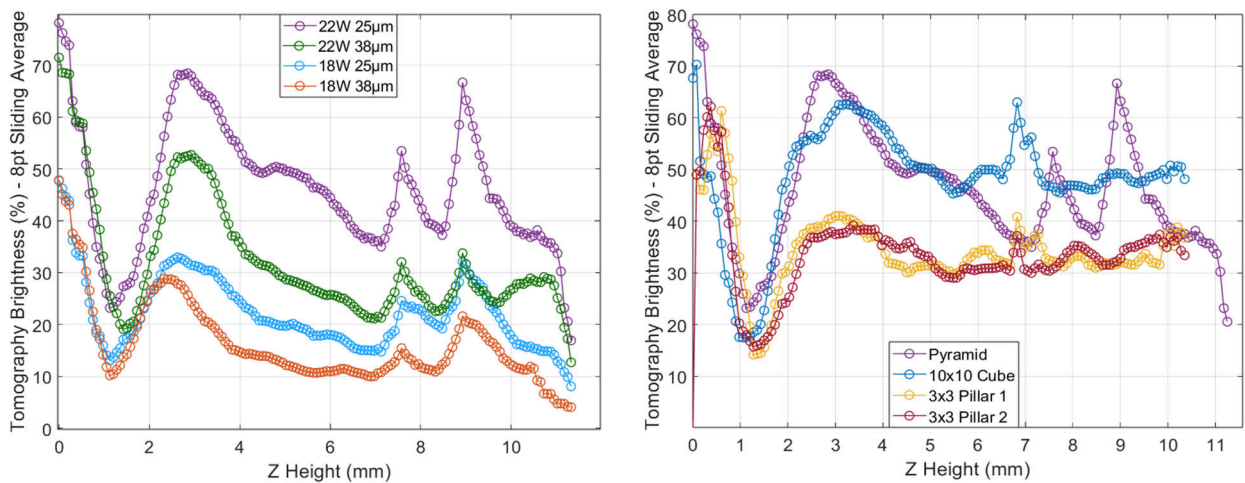 Tomography Brightness (%) - 8pt Sliding Average
70
60
50
40
30
20
10
0
0 2 4 6 8 10
Z Height (mm)
22W 25µm
22W 38µm
18W 25µm
18W 38µm
Tomography Brightness (%) - 8pt Sliding Average
80
70
60
50
40
30
20
10
0 1 2 3 4 5 6 7 8 9 10 11
Z Height (mm)
Pyramid
10x10 Cube
3x3 Pillar 1
3x3 Pillar 2